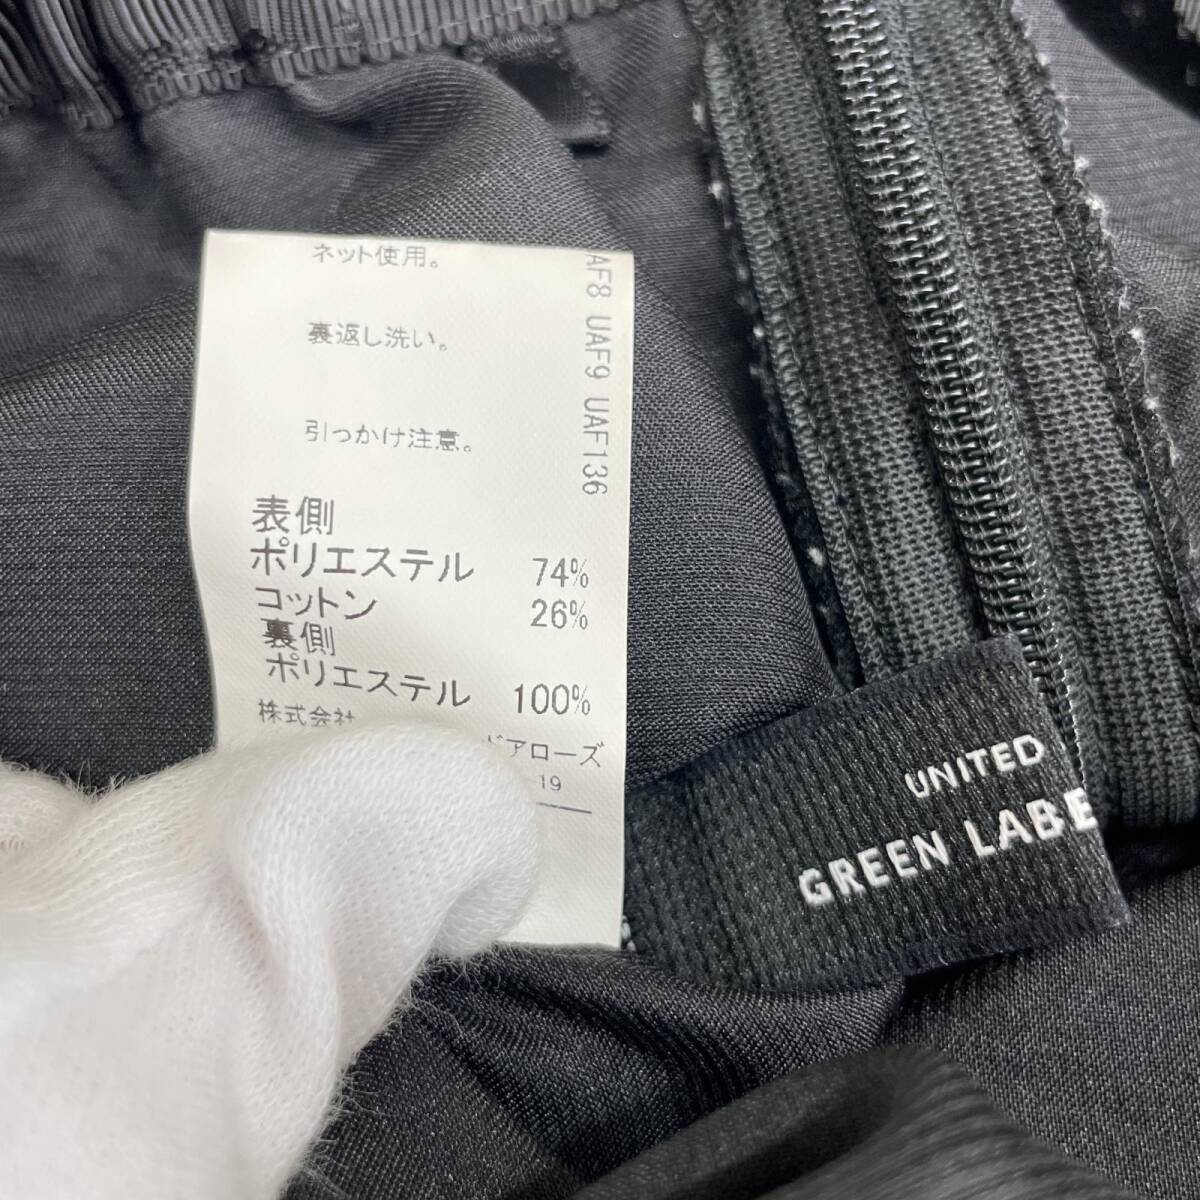 ネット使用。
裏返し洗い。
引っかけ注意。
AF8 UAF9 UAF136
表側
ポリエステル 74%
コットン 26%
裏側
ポリエステル 100%
株式会社
ドアローズ
19
UNITED
GREEN LABE